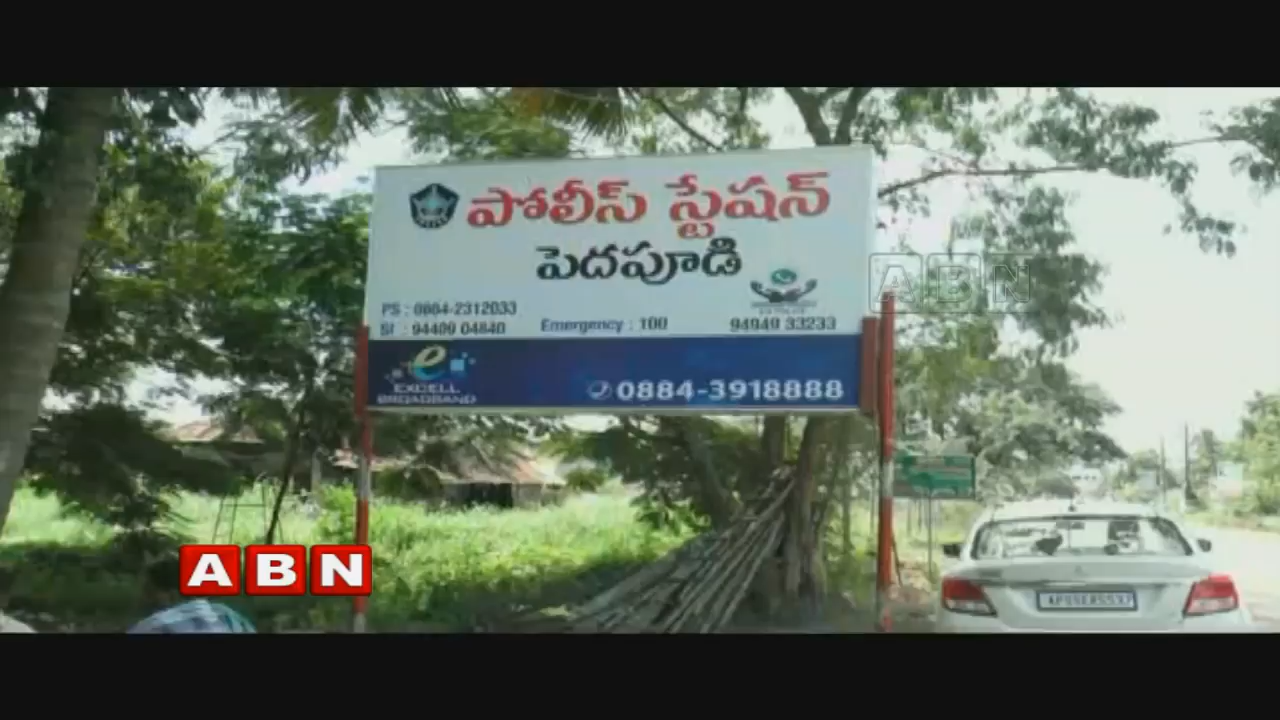 పోలీస్ స్టేషన్
పెదపూడి
PS : 0884-2312033
SI : 94409 04840 Emergency : 100 94949 33233
EXCELL
BROADBAND
0884-3918888
ABN
ABN